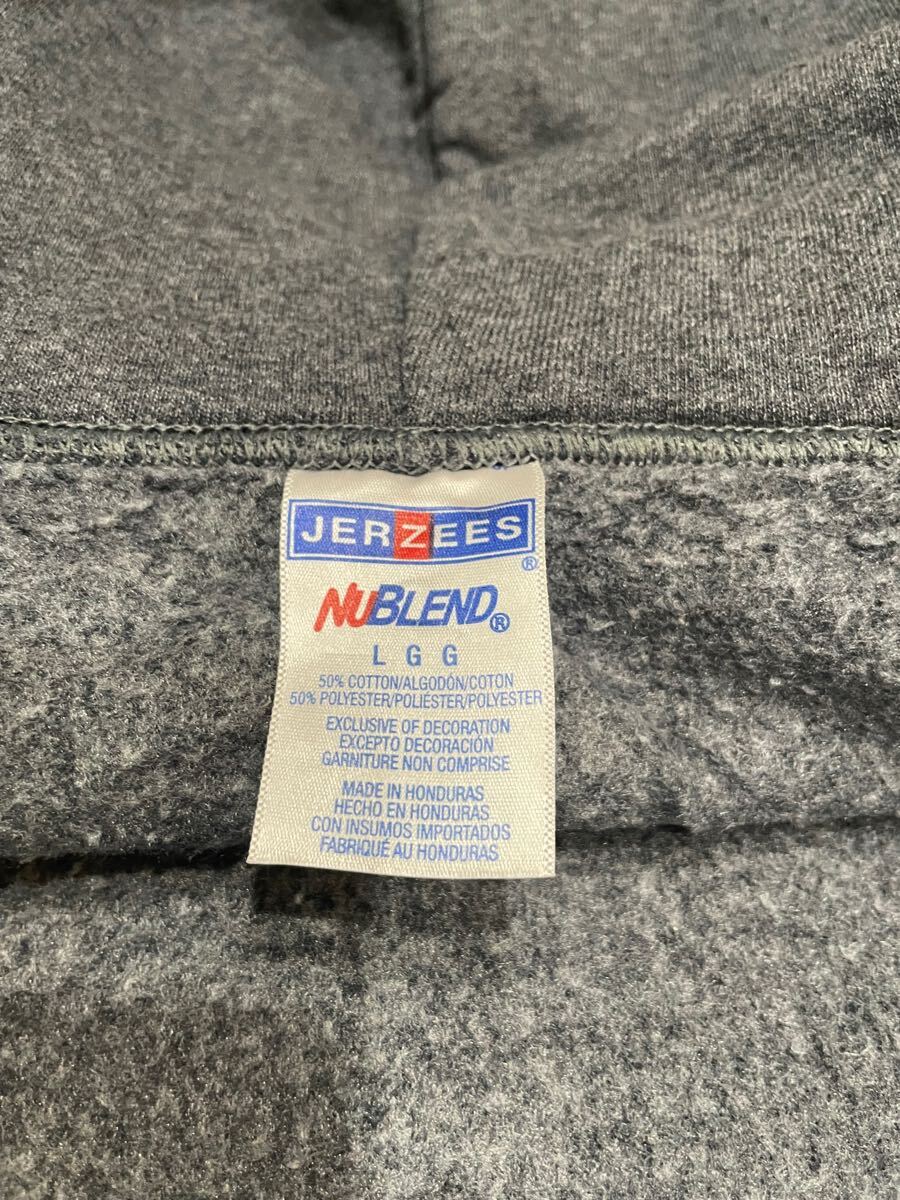 JERZEES®
NUBLEND®
L G G
50% COTTON/ALGODÓN/COTON
50% POLYESTER/POLIÉSTER/POLYESTER
EXCLUSIVE OF DECORATION
EXCEPTO DECORACIÓN
GARNITURE NON COMPRISE
MADE IN HONDURAS
HECHO EN HONDURAS
CON INSUMOS IMPORTADOS
FABRIQUÉ AU HONDURAS